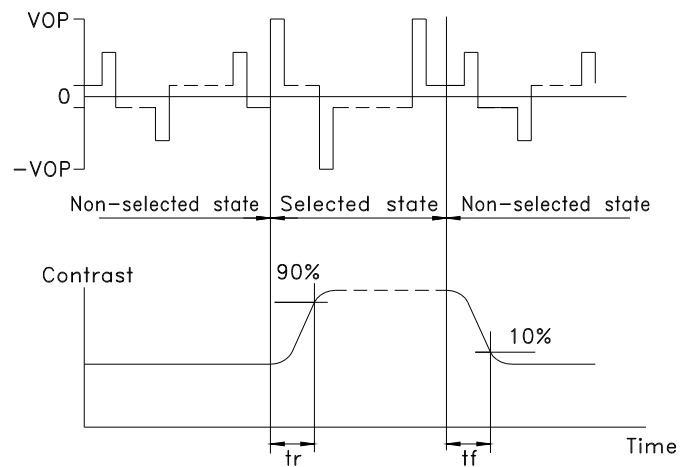 VOP
0
-VOP
Non-selected state Selected state Non-selected state
Contrast
90%
10%
Time
tr tf